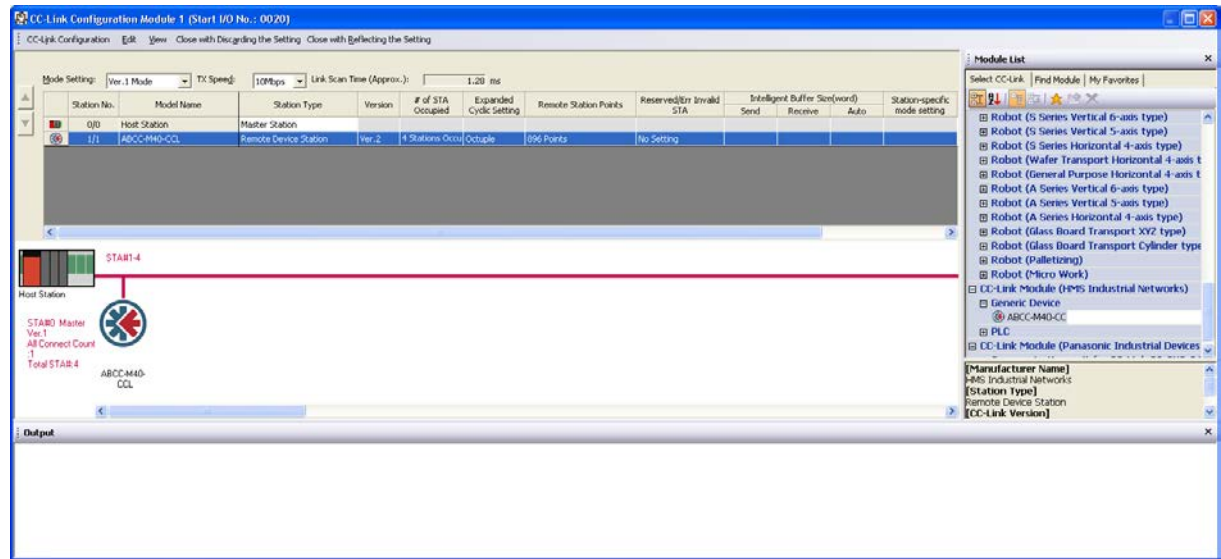 CC-Link Configuration Module 1 (Start I/O No.: 0020)
CC-Link Configuration Edit View Close with Discarding the Setting Close with Reflecting the Setting
Mode Setting: Ver.1 Mode TX Speed: 10Mbps Link Scan Time (Approx.): 1.20 ms
Station No. Model Name Station Type Version # of STA Occupied Expanded Cyclic Setting Remote Station Points Reserved/Err Invalid STA Intelligent Buffer Size(word) Send Receive Auto Station-specific mode setting
0/0 Host Station Master Station
1/1 ABCC-M40-CCL Remote Device Station Ver.2 4 Stations Occu Octuple 896 Points No Setting
STA#1-4
Host Station
STA#0 Master
Ver.1
All Connect Count
:1
Total STA#:4
ABCC-M40-
CCL
Module List
Select CC-Link Find Module My Favorites
Robot (S Series Vertical 6-axis type)
Robot (S Series Vertical 5-axis type)
Robot (S Series Horizontal 4-axis type)
Robot (Wafer Transport Horizontal 4-axis t
Robot (General Purpose Horizontal 4-axis t
Robot (A Series Vertical 6-axis type)
Robot (A Series Vertical 5-axis type)
Robot (A Series Horizontal 4-axis type)
Robot (Glass Board Transport XYZ type)
Robot (Glass Board Transport Cylinder type
Robot (Palletizing)
Robot (Micro Work)
CC-Link Module (HMS Industrial Networks)
Generic Device
ABCC-M40-CC
PLC
CC-Link Module (Panasonic Industrial Devices
[Manufacturer Name]
HMS Industrial Networks
[Station Type]
Remote Device Station
[CC-Link Version]
Output